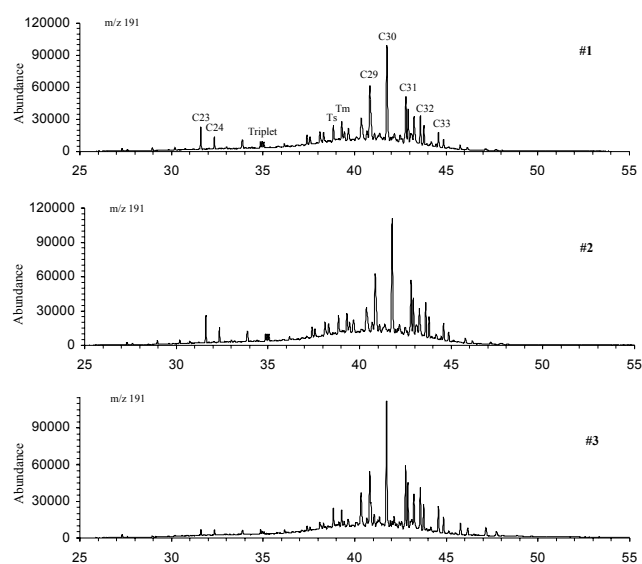 m/z 191
#1
120000
90000
60000
30000
0
Abundance
C23
C24
Triplet
Ts
Tm
C29
C30
C31
C32
C33
25 30 35 40 45 50 55
m/z 191
#2
120000
90000
60000
30000
0
Abundance
25 30 35 40 45 50 55
m/z 191
#3
90000
60000
30000
0
Abundance
25 30 35 40 45 50 55